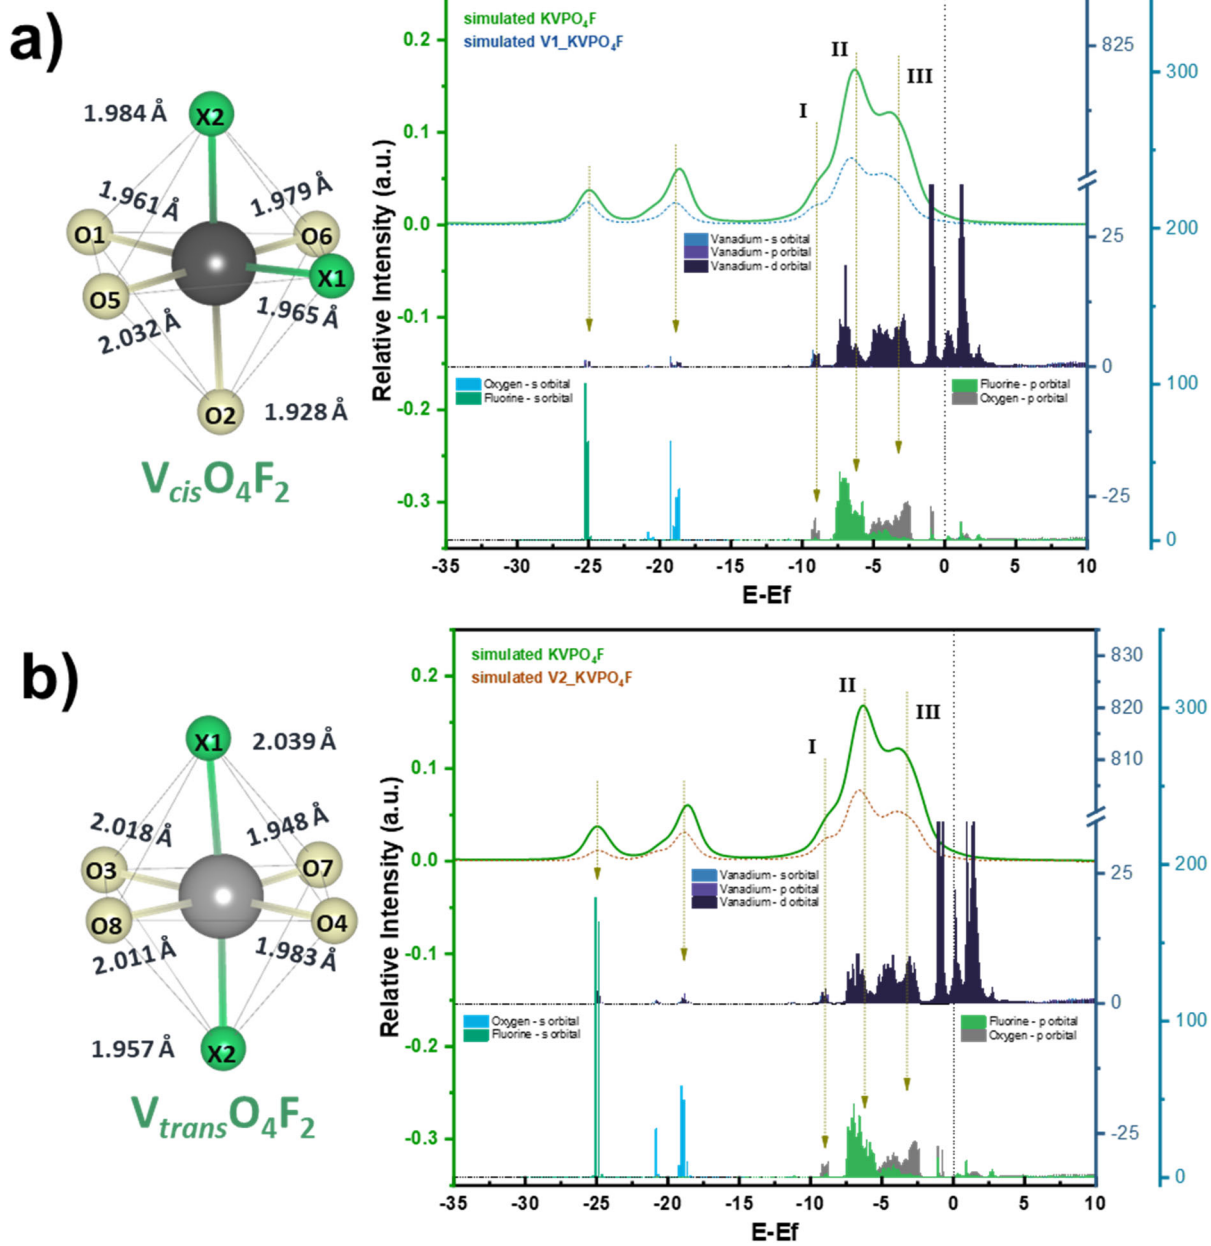 a)
X2
1.984 Å
1.961 Å
1.979 Å
O1
O6
X1
O5
1.965 Å
2.032 Å
O2
1.928 Å
VcisO4F2
simulated KVPO4F
simulated V1_KVPO4F
I
II
III
Vanadium - s orbital
Vanadium - p orbital
Vanadium - d orbital
Oxygen - s orbital
Fluorine - s orbital
Fluorine - p orbital
Oxygen - p orbital
Relative Intensity (a.u.)
0.2
0.1
0.0
-0.1
-0.2
-0.3
825
25
0
-25
300
200
100
0
-35 -30 -25 -20 -15 -10 -5 0 5 10
E-Ef
b)
X1
2.039 Å
2.018 Å
1.948 Å
O3
O7
O8
O4
2.011 Å
1.983 Å
1.957 Å
X2
VtransO4F2
simulated KVPO4F
simulated V2_KVPO4F
I
II
III
Vanadium - s orbital
Vanadium - p orbital
Vanadium - d orbital
Oxygen - s orbital
Fluorine - s orbital
Fluorine - p orbital
Oxygen - p orbital
Relative Intensity (a.u.)
0.2
0.1
0.0
-0.1
-0.2
-0.3
830
820
810
25
0
-25
300
200
100
0
-35 -30 -25 -20 -15 -10 -5 0 5 10
E-Ef